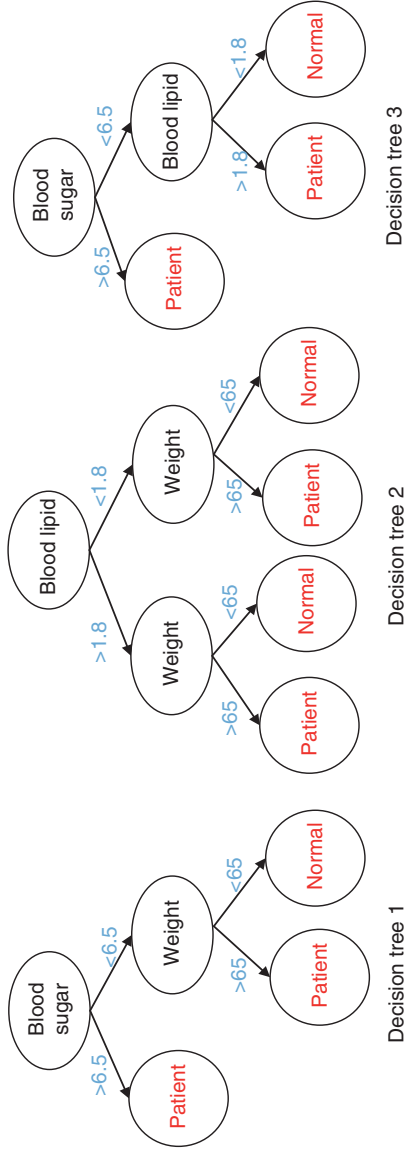 Blood
sugar
>6.5
<6.5
Patient
Weight
>65
<65
Patient
Normal
Decision tree 1
Blood lipid
>1.8
<1.8
Weight
Weight
>65
<65
>65
<65
Patient
Normal
Patient
Normal
Decision tree 2
Blood
sugar
>6.5
<6.5
Patient
Blood lipid
>1.8
<1.8
Patient
Normal
Decision tree 3